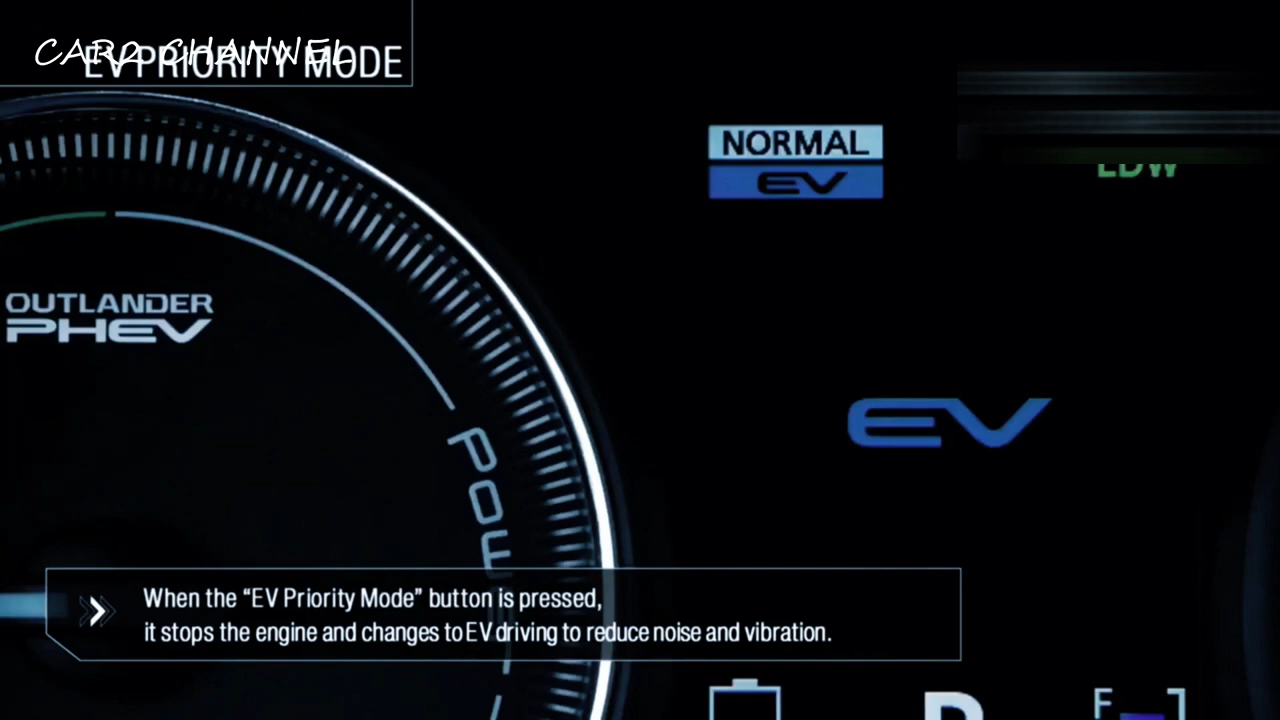 CAR2 CHANNEL
EV PRIORITY MODE
NORMAL
EV
LDW
OUTLANDER
PHEV
EV
POW
When the “EV Priority Mode” button is pressed,
it stops the engine and changes to EV driving to reduce noise and vibration.
F